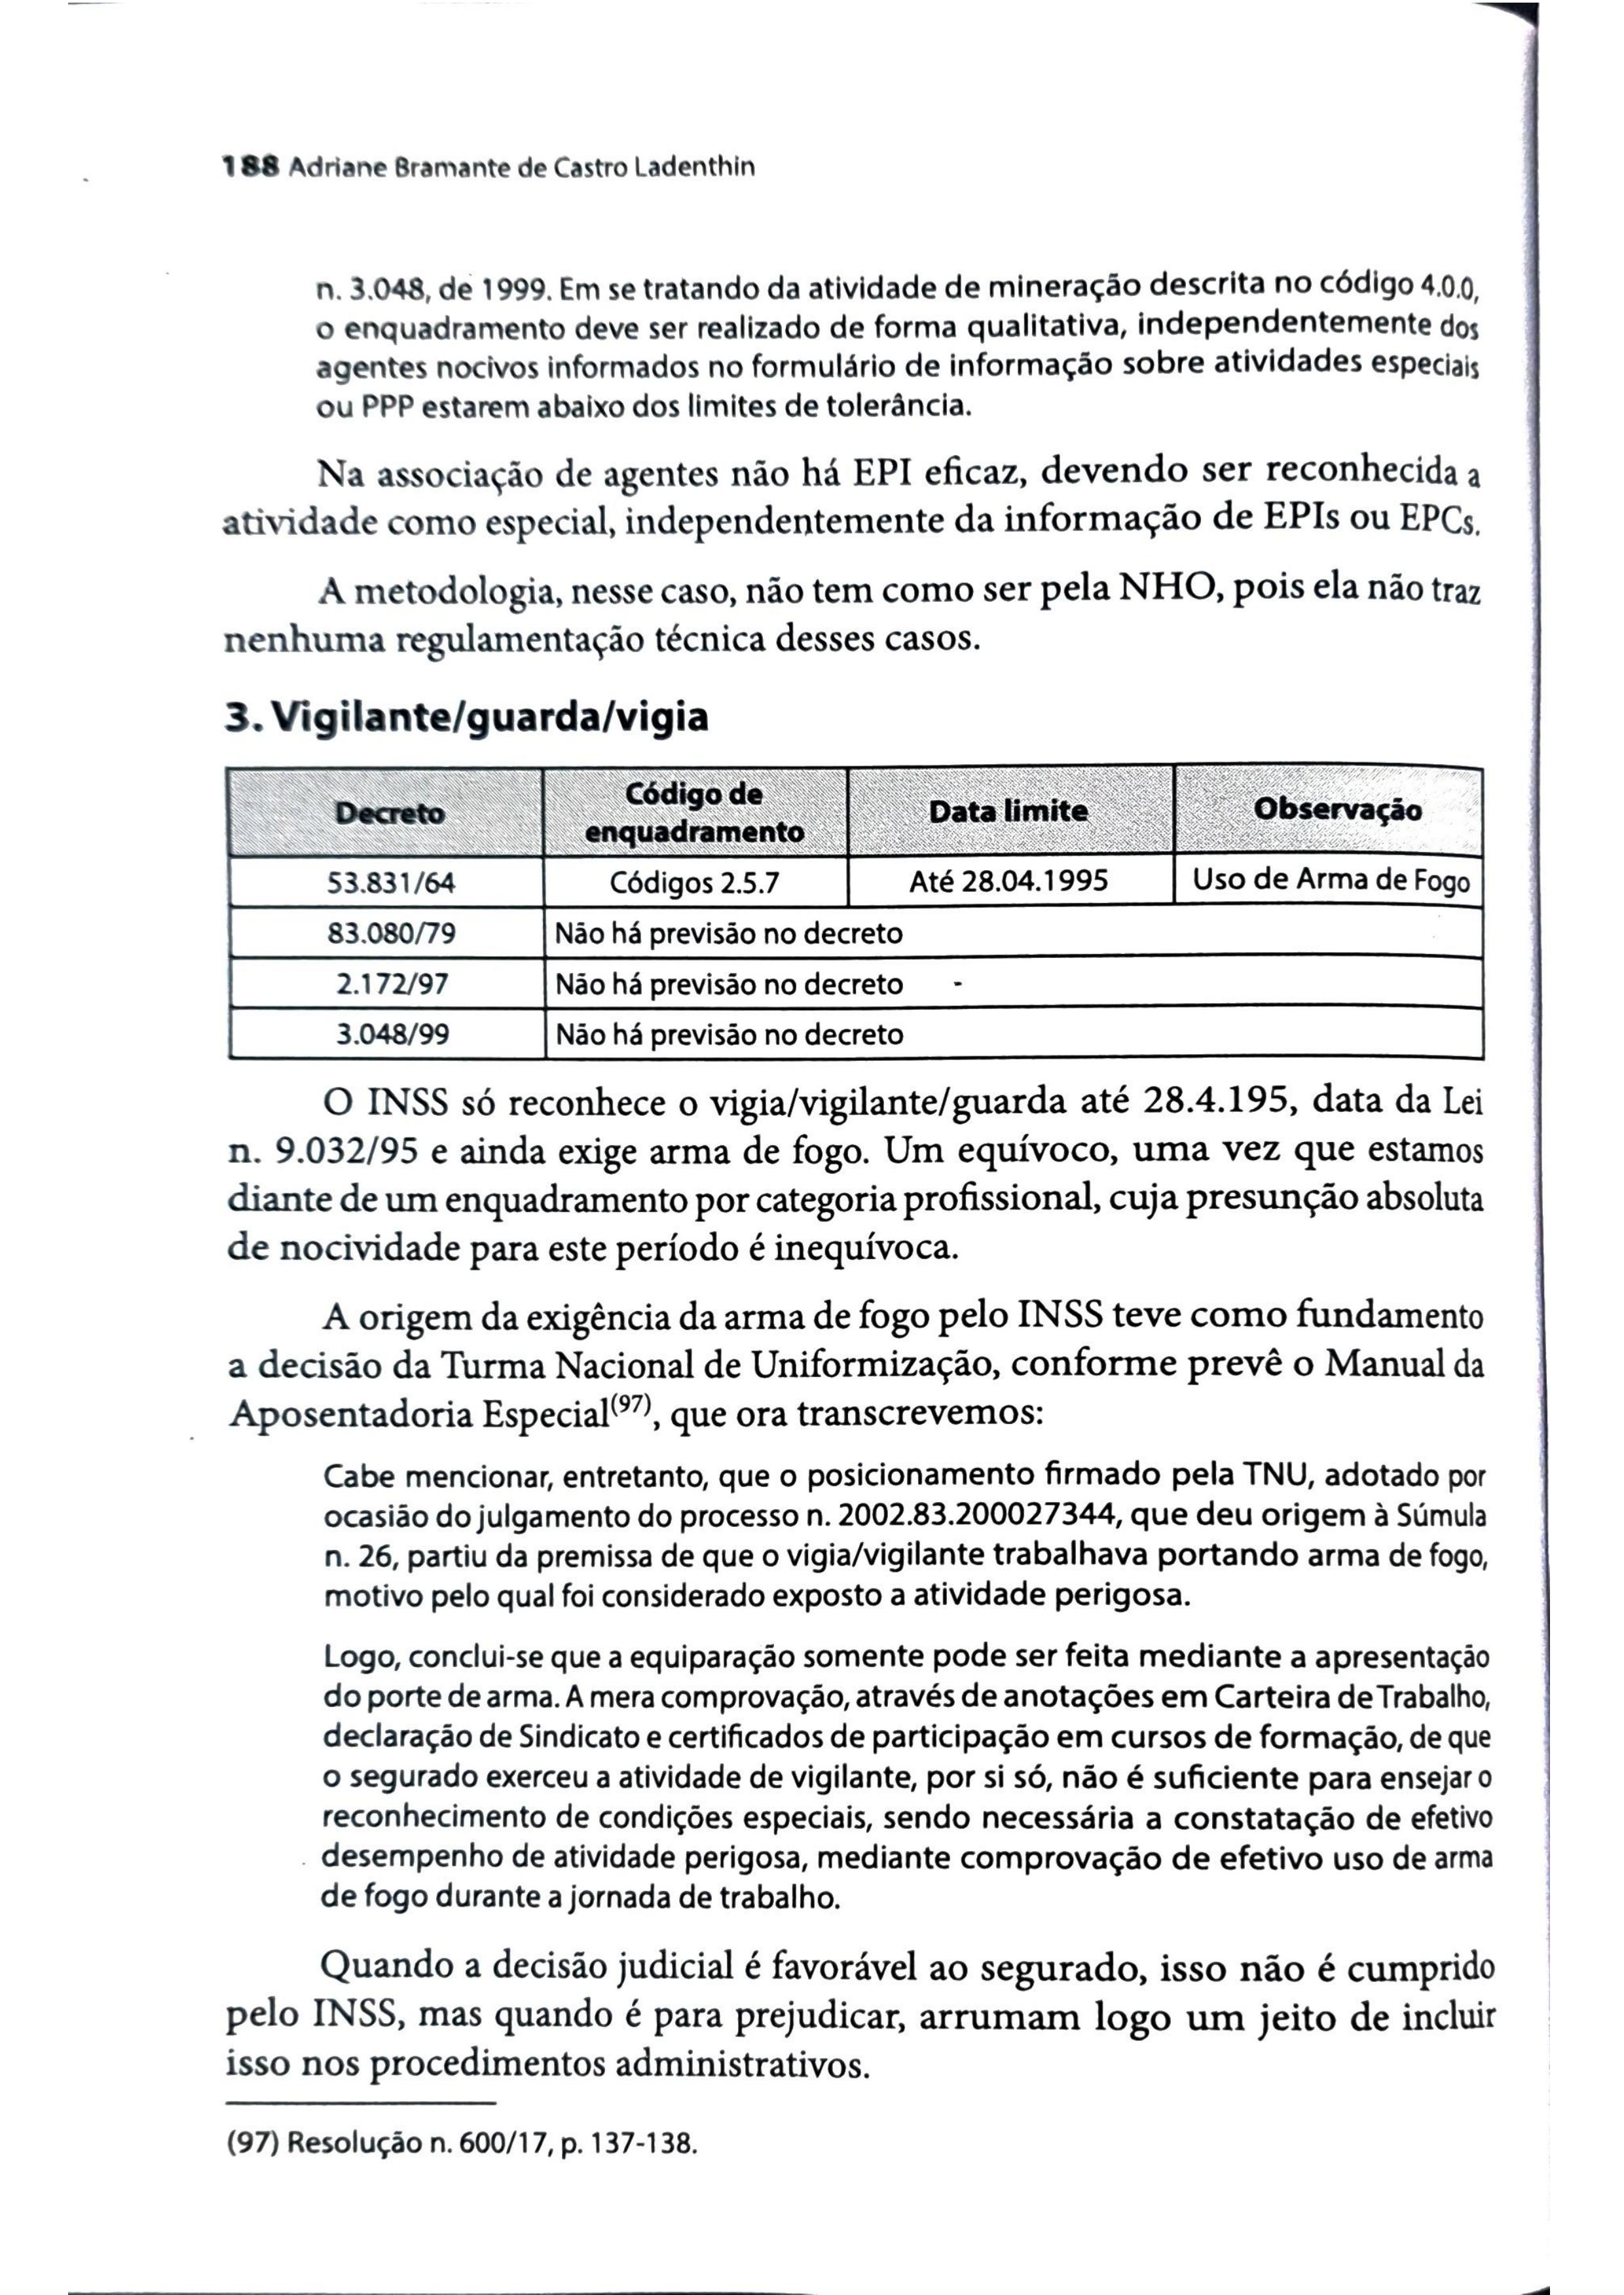 188 Adriane Bramante de Castro Ladenthin
n. 3.048, de 1999. Em se tratando da atividade de mineração descrita no código 4.0.0,
o enquadramento deve ser realizado de forma qualitativa, independentemente dos
agentes nocivos informados no formulário de informação sobre atividades especiais
ou PPP estarem abaixo dos limites de tolerância.
Na associação de agentes não há EPI eficaz, devendo ser reconhecida a
atividade como especial, independentemente da informação de EPIs ou EPCs.
A metodologia, nesse caso, não tem como ser pela NHO, pois ela não traz
nenhuma regulamentação técnica desses casos.
3. Vigilante/guarda/vigia
Decreto
Código de
enquadramento
Data limite
Observação
53.831/64 Códigos 2.5.7 Até 28.04.1995 Uso de Arma de Fogo
83.080/79 Não há previsão no decreto
2.172/97 Não há previsão no decreto -
3.048/99 Não há previsão no decreto
O INSS só reconhece o vigia/vigilante/guarda até 28.4.195, data da Lei
n. 9.032/95 e ainda exige arma de fogo. Um equívoco, uma vez que estamos
diante de um enquadramento por categoria profissional, cuja presunção absoluta
de nocividade para este período é inequívoca.
A origem da exigência da arma de fogo pelo INSS teve como fundamento
a decisão da Turma Nacional de Uniformização, conforme prevê o Manual da
Aposentadoria Especial(97), que ora transcrevemos:
Cabe mencionar, entretanto, que o posicionamento firmado pela TNU, adotado por
ocasião do julgamento do processo n. 2002.83.200027344, que deu origem à Súmula
n. 26, partiu da premissa de que o vigia/vigilante trabalhava portando arma de fogo,
motivo pelo qual foi considerado exposto a atividade perigosa.
Logo, conclui-se que a equiparação somente pode ser feita mediante a apresentação
do porte de arma. A mera comprovação, através de anotações em Carteira de Trabalho,
declaração de Sindicato e certificados de participação em cursos de formação, de que
o segurado exerceu a atividade de vigilante, por si só, não é suficiente para ensejar o
reconhecimento de condições especiais, sendo necessária a constatação de efetivo
desempenho de atividade perigosa, mediante comprovação de efetivo uso de arma
de fogo durante a jornada de trabalho.
Quando a decisão judicial é favorável ao segurado, isso não é cumprido
pelo INSS, mas quando é para prejudicar, arrumam logo um jeito de incluir
isso nos procedimentos administrativos.
(97) Resolução n. 600/17, p. 137-138.